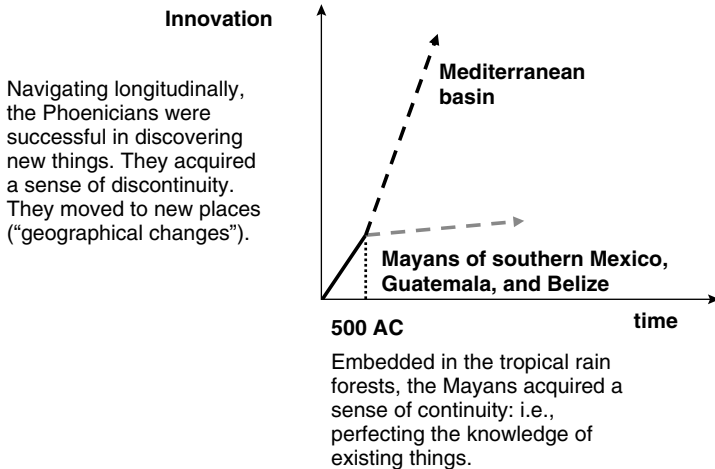 Innovation
Navigating longitudinally,
the Phoenicians were
successful in discovering
new things. They acquired
a sense of discontinuity.
They moved to new places
(“geographical changes”).
Mediterranean
basin
Mayans of southern Mexico,
Guatemala, and Belize
500 AC
time
Embedded in the tropical rain
forests, the Mayans acquired a
sense of continuity: i.e.,
perfecting the knowledge of
existing things.